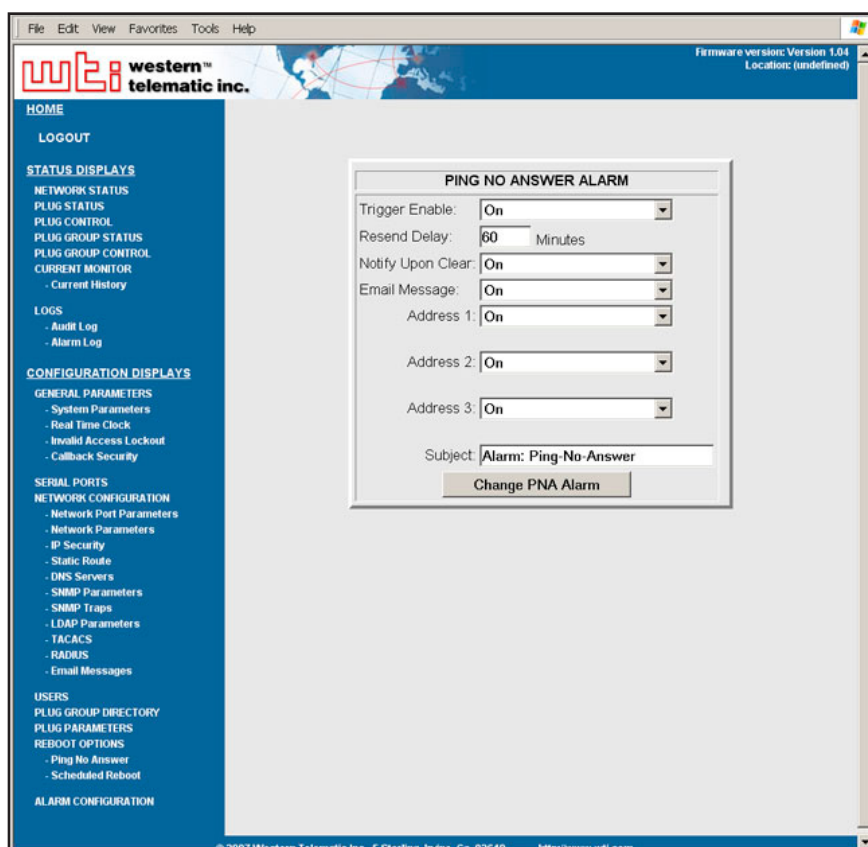 File Edit View Favorites Tools Help
wti western™
telematic inc.
Firmware version: Version 1.04
Location: (undefined)
HOME
LOGOUT
STATUS DISPLAYS
NETWORK STATUS
PLUG STATUS
PLUG CONTROL
PLUG GROUP STATUS
PLUG GROUP CONTROL
CURRENT MONITOR
- Current History
LOGS
- Audit Log
- Alarm Log
CONFIGURATION DISPLAYS
GENERAL PARAMETERS
- System Parameters
- Real Time Clock
- Invalid Access Lockout
- Callback Security
SERIAL PORTS
NETWORK CONFIGURATION
- Network Port Parameters
- Network Parameters
- IP Security
- Static Route
- DNS Servers
- SNMP Parameters
- SNMP Traps
- LDAP Parameters
- TACACS
- RADIUS
- Email Messages
USERS
PLUG GROUP DIRECTORY
PLUG PARAMETERS
REBOOT OPTIONS
- Ping No Answer
- Scheduled Reboot
ALARM CONFIGURATION
PING NO ANSWER ALARM
Trigger Enable: On
Resend Delay: 60 Minutes
Notify Upon Clear: On
Email Message: On
Address 1: On
Address 2: On
Address 3: On
Subject: Alarm: Ping-No-Answer
Change PNA Alarm